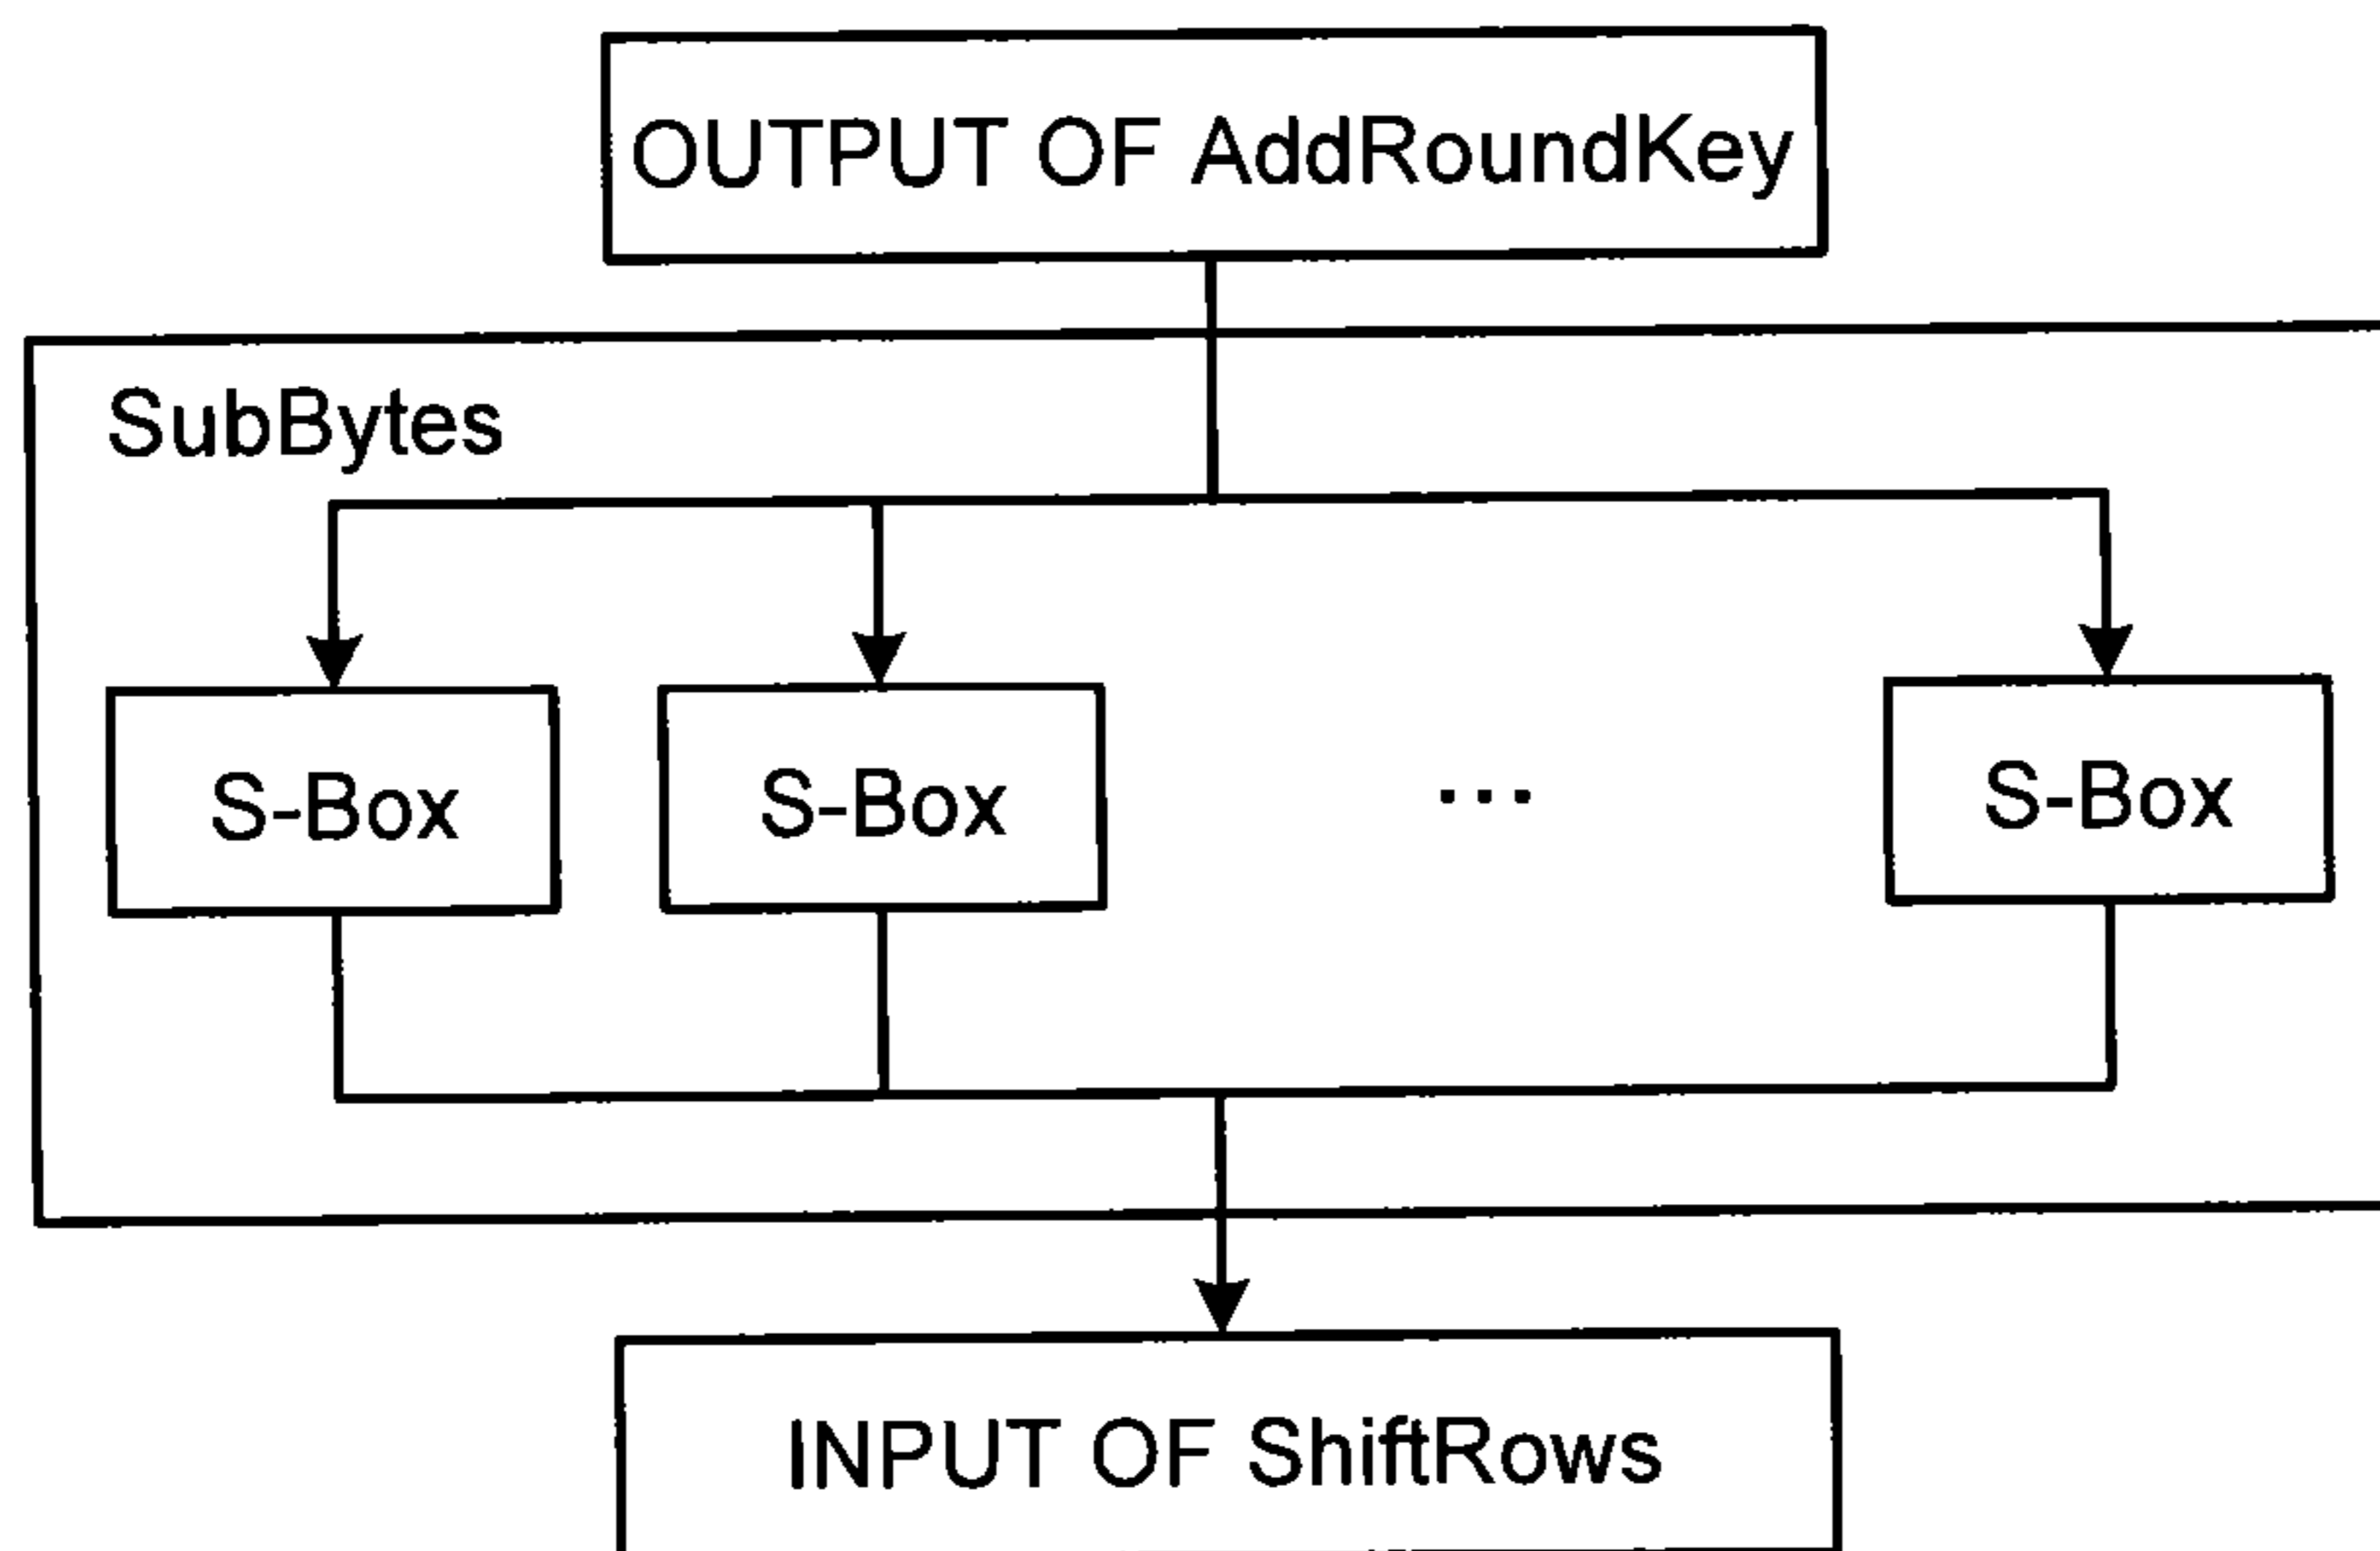 OUTPUT OF AddRoundKey
SubBytes
S-Box S-Box ... S-Box
INPUT OF ShiftRows